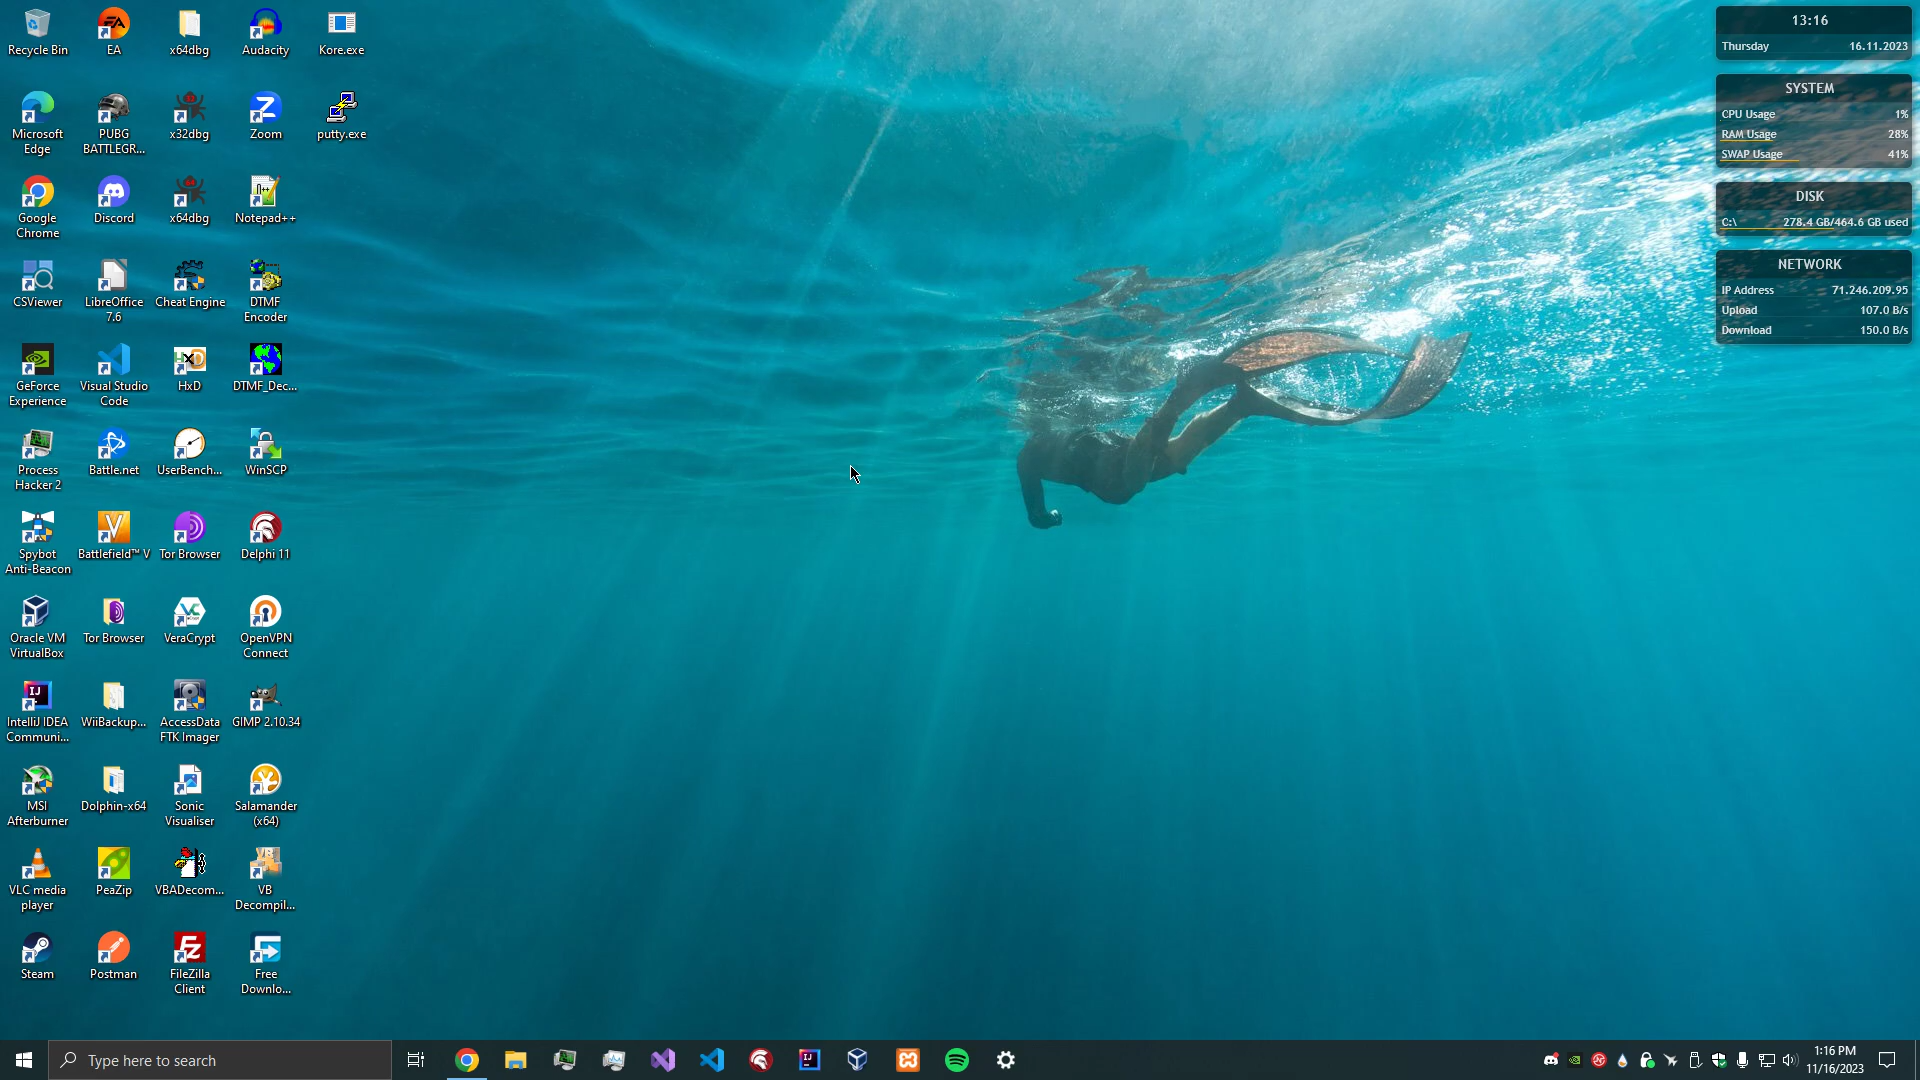 Recycle Bin
EA
x64dbg
Audacity
Kore.exe
Microsoft
Edge
PUBG
BATTLEGR...
x32dbg
Zoom
putty.exe
Google
Chrome
Discord
x64dbg
Notepad++
CSViewer
LibreOffice
7.6
Cheat Engine
DTMF
Encoder
GeForce
Experience
Visual Studio
Code
HxD
DTMF_Dec...
Process
Hacker 2
Battle.net
UserBench...
WinSCP
Spybot
Anti-Beacon
Battlefield™ V
Tor Browser
Delphi 11
Oracle VM
VirtualBox
Tor Browser
VeraCrypt
OpenVPN
Connect
IntelliJ IDEA
Communi...
WiiBackup...
AccessData
FTK Imager
GIMP 2.10.34
MSI
Afterburner
Dolphin-x64
Sonic
Visualiser
Salamander
(x64)
VLC media
player
PeaZip
VBADecom...
VB
Decompil...
Steam
Postman
FileZilla
Client
Free
Downlo...
13:16
Thursday 16.11.2023
SYSTEM
CPU Usage 1%
RAM Usage 28%
SWAP Usage 41%
DISK
C:\ 278.4 GB/464.6 GB used
NETWORK
IP Address 71.246.209.95
Upload 107.0 B/s
Download 150.0 B/s
Type here to search
1:16 PM
11/16/2023